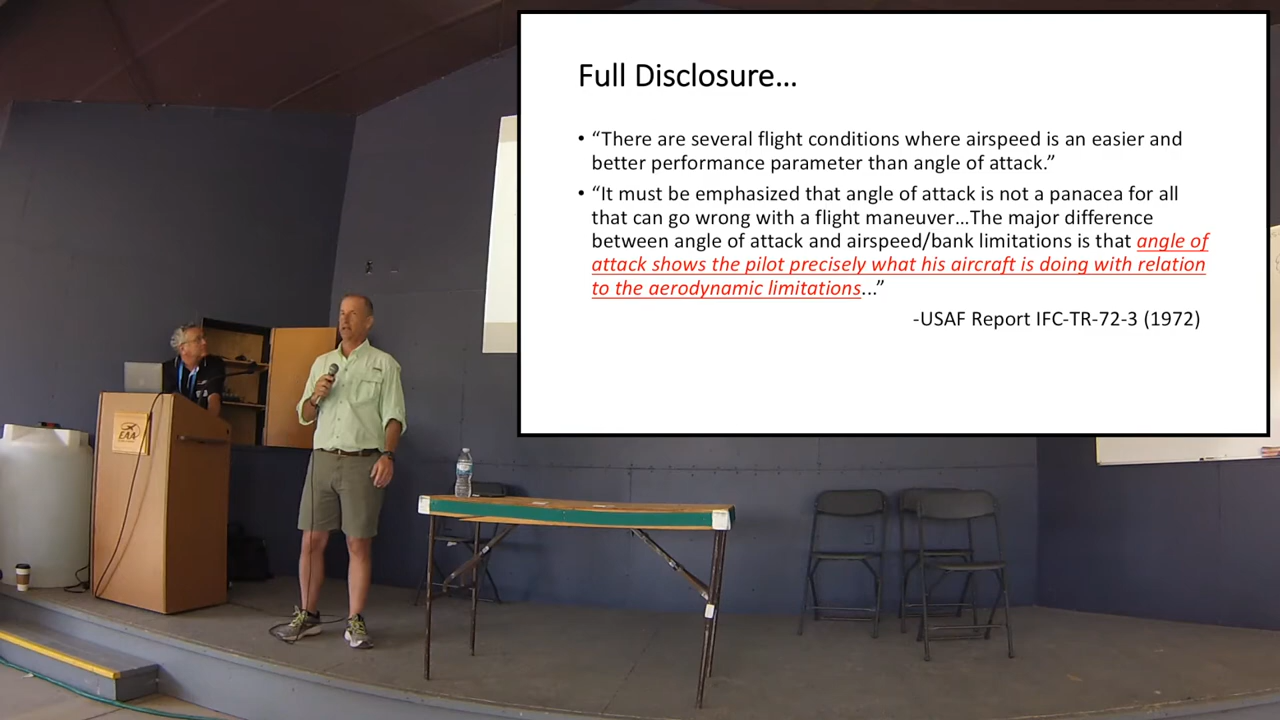 Full Disclosure…
• “There are several flight conditions where airspeed is an easier and
better performance parameter than angle of attack.”
• “It must be emphasized that angle of attack is not a panacea for all
that can go wrong with a flight maneuver…The major difference
between angle of attack and airspeed/bank limitations is that angle of
attack shows the pilot precisely what his aircraft is doing with relation
to the aerodynamic limitations...”
-USAF Report IFC-TR-72-3 (1972)
EAA